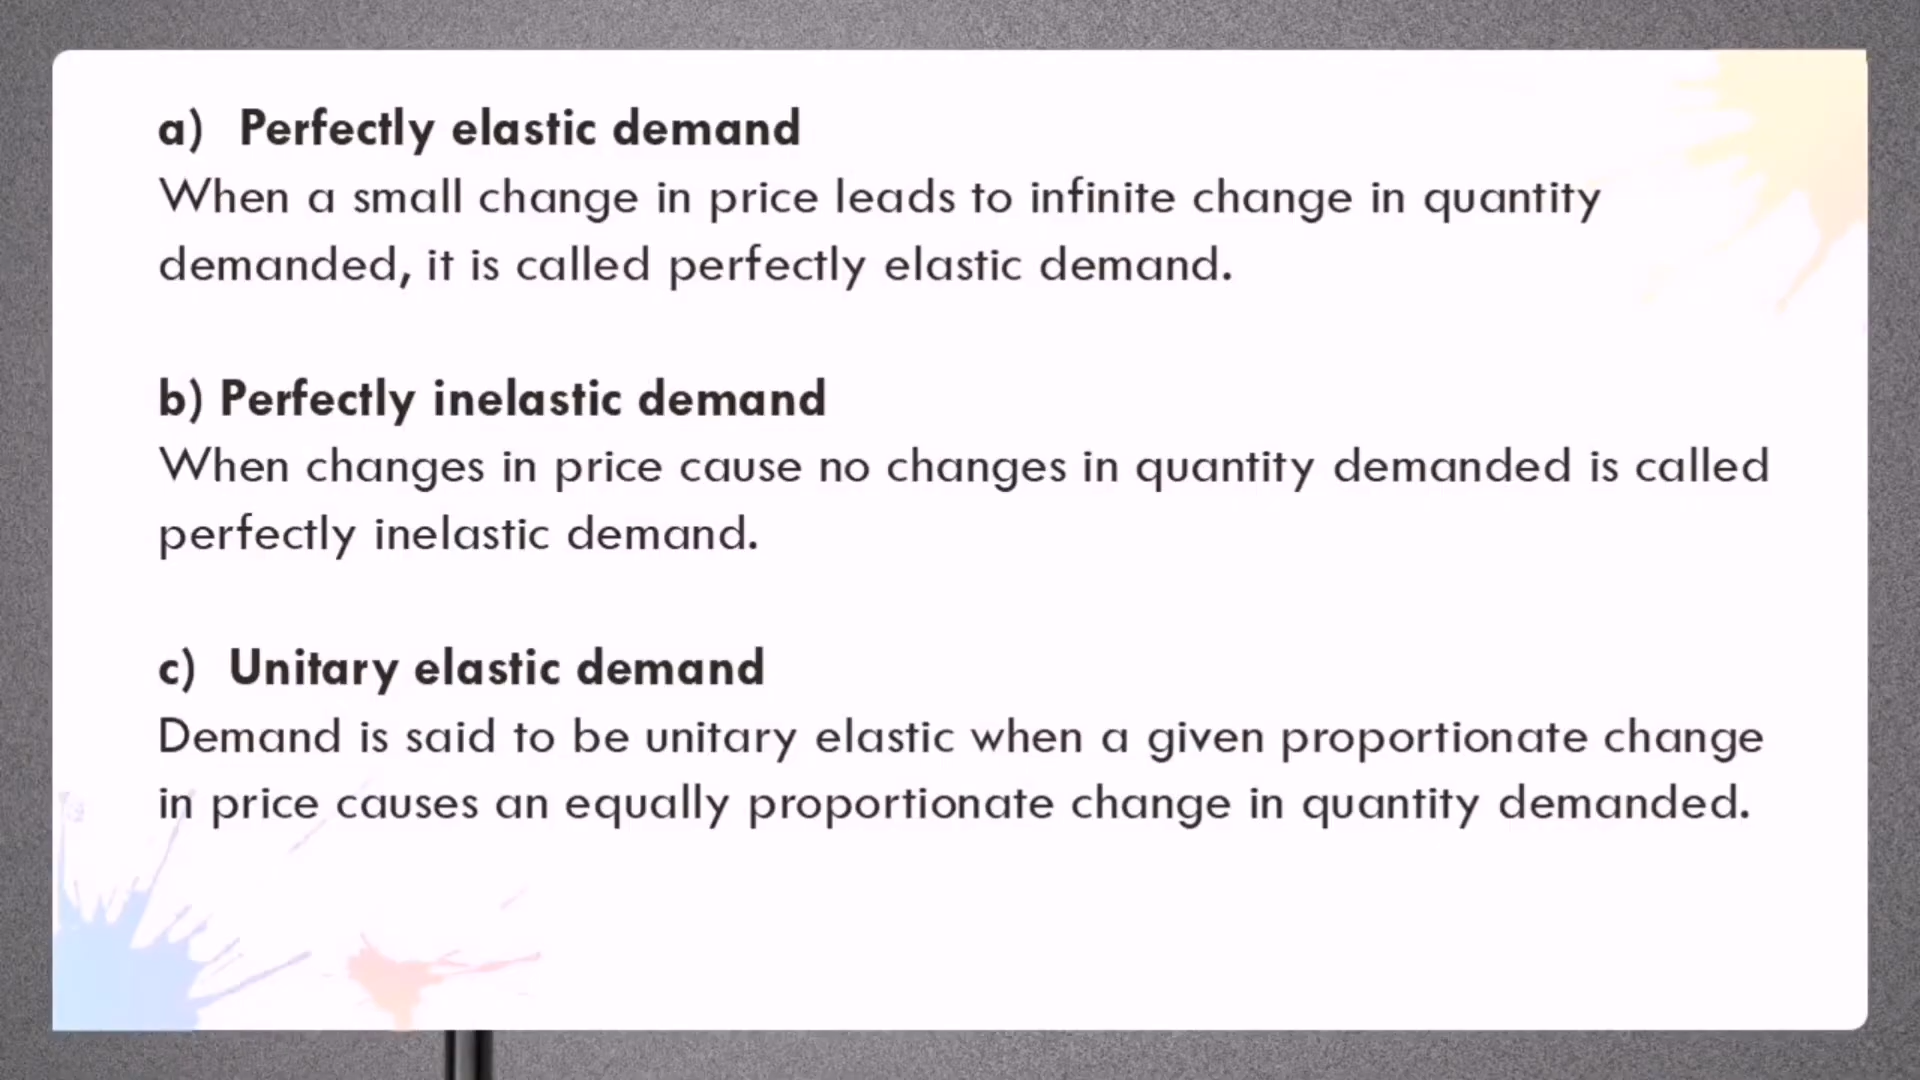 a) Perfectly elastic demand
When a small change in price leads to infinite change in quantity
demanded, it is called perfectly elastic demand.
b) Perfectly inelastic demand
When changes in price cause no changes in quantity demanded is called
perfectly inelastic demand.
c) Unitary elastic demand
Demand is said to be unitary elastic when a given proportionate change
in price causes an equally proportionate change in quantity demanded.